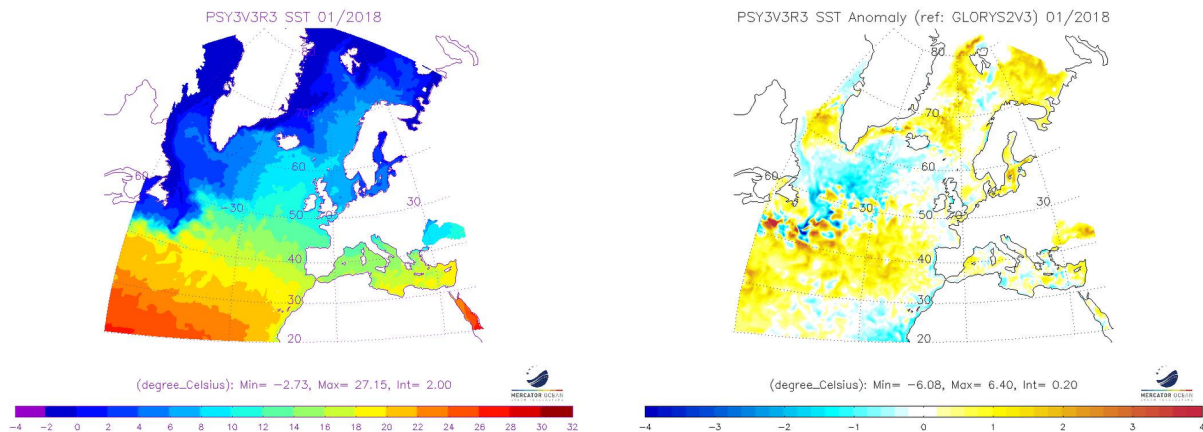 PSY3V3R3 SST 01/2018
80
70
60
−60
−30
50
30
40
30
20
(degree_Celsius): Min= −2.73, Max= 27.15, Int= 2.00
MERCATOR OCEAN
−4 −2 0 2 4 6 8 10 12 14 16 18 20 22 24 26 28 30 32
PSY3V3R3 SST Anomaly (ref: GLORYS2V3) 01/2018
80
70
60
−60
−30
50
30
40
30
20
(degree_Celsius): Min= −6.08, Max= 6.40, Int= 0.20
MERCATOR OCEAN
−4 −3 −2 −1 0 1 2 3